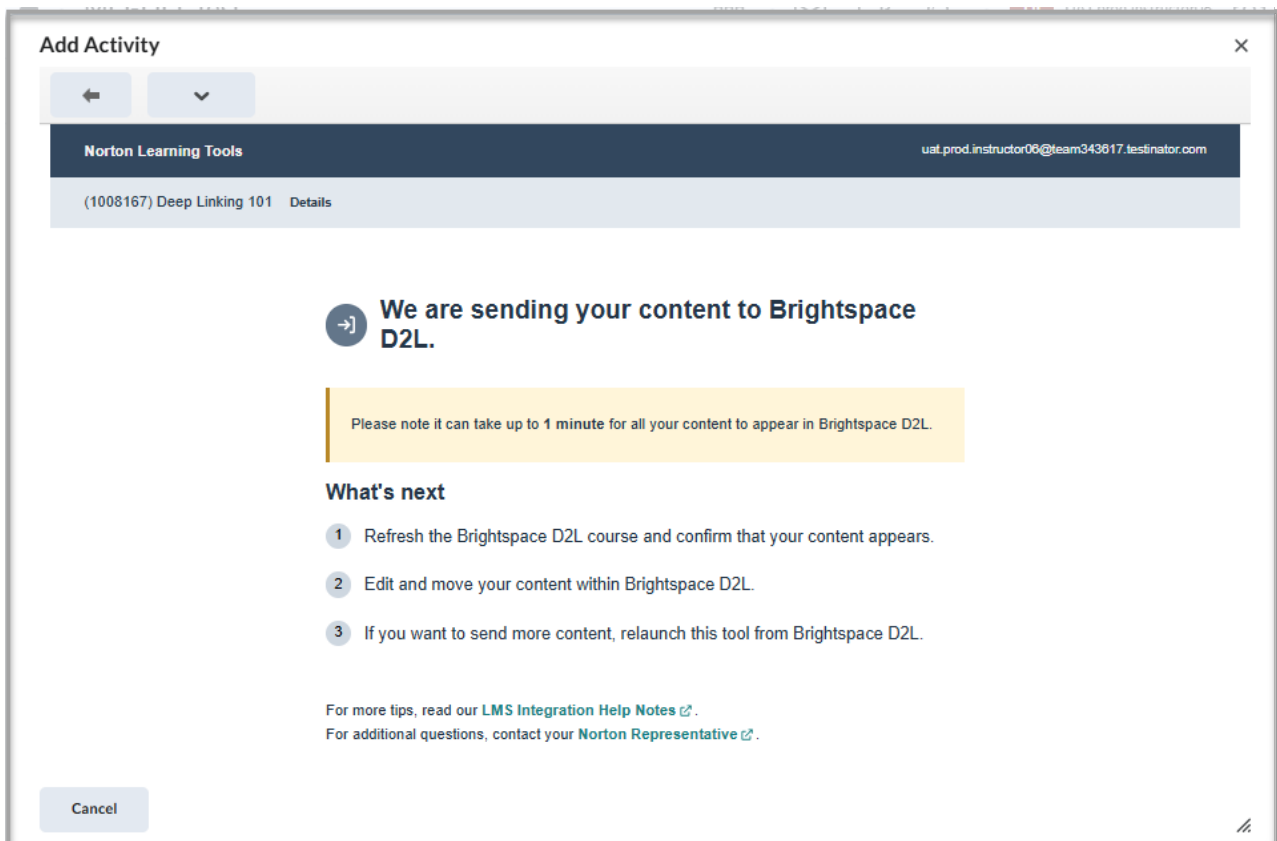 Add Activity
Norton Learning Tools
uat.prod.instructor06@team343617.testinator.com
(1008167) Deep Linking 101 Details
We are sending your content to Brightspace
D2L.
Please note it can take up to 1 minute for all your content to appear in Brightspace D2L.
What's next
1 Refresh the Brightspace D2L course and confirm that your content appears.
2 Edit and move your content within Brightspace D2L.
3 If you want to send more content, relaunch this tool from Brightspace D2L.
For more tips, read our LMS Integration Help Notes.
For additional questions, contact your Norton Representative.
Cancel